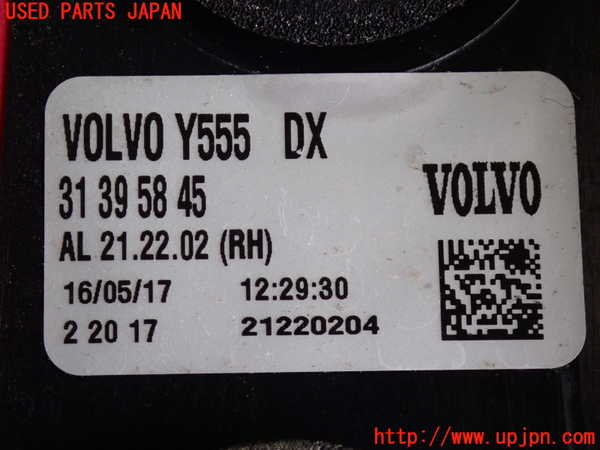 USED PARTS JAPAN
VOLVO Y555 DX
31 39 58 45
VOLVO
AL 21.22.02 (RH)
16/05/17 12:29:30
2 20 17 21220204
http://www.upjpn.com/